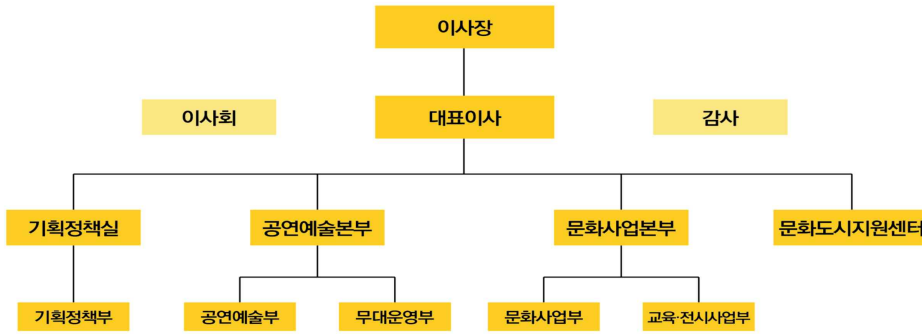 이사장
이사회
대표이사
감사
기획정책실
공연예술본부
문화사업본부
문화도시지원센터
기획정책부
공연예술부
무대운영부
문화사업부
교육·전시사업부